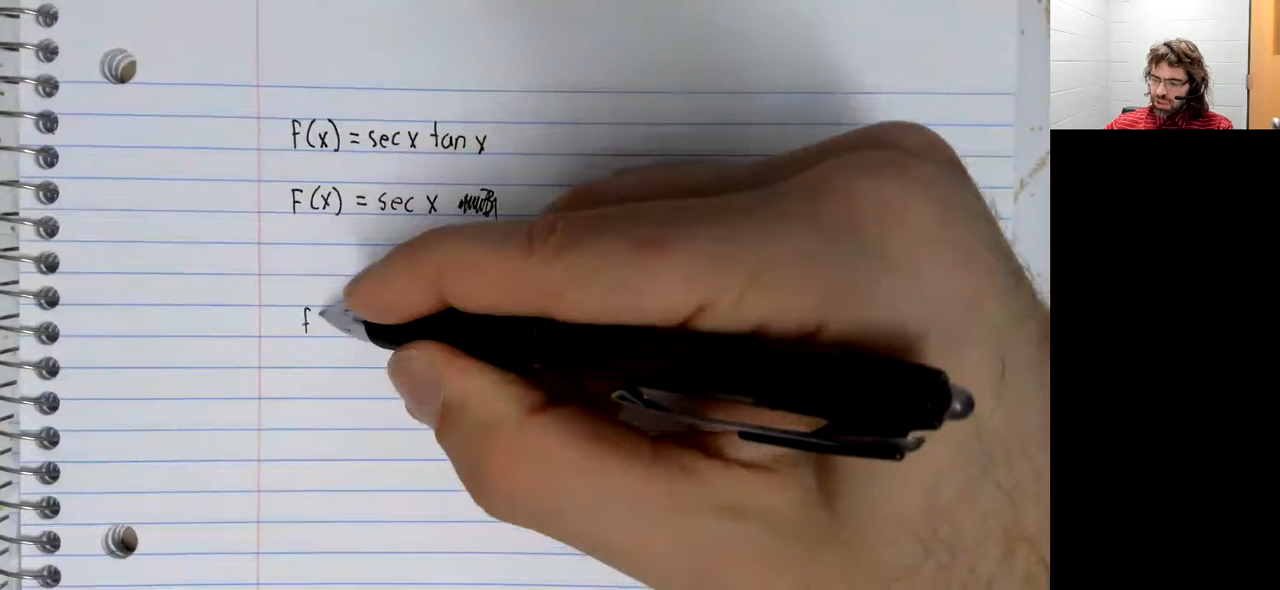 f(x) = sec x tan x
F(x) = sec x
f